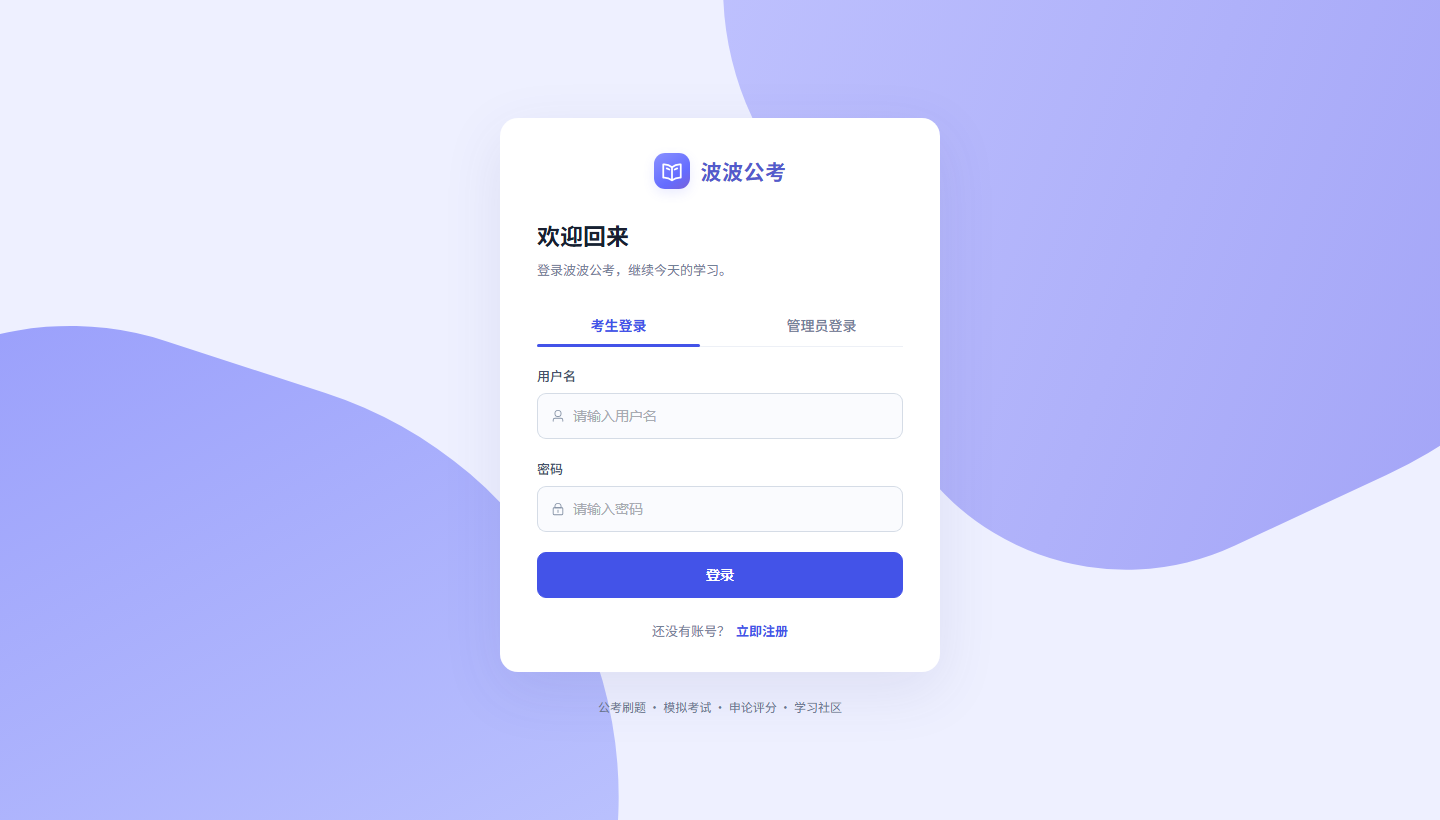 波波公考
欢迎回来
登录波波公考，继续今天的学习。
考生登录 管理员登录
用户名
请输入用户名
密码
请输入密码
登录
还没有账号？ 立即注册
公考刷题 · 模拟考试 · 申论评分 · 学习社区